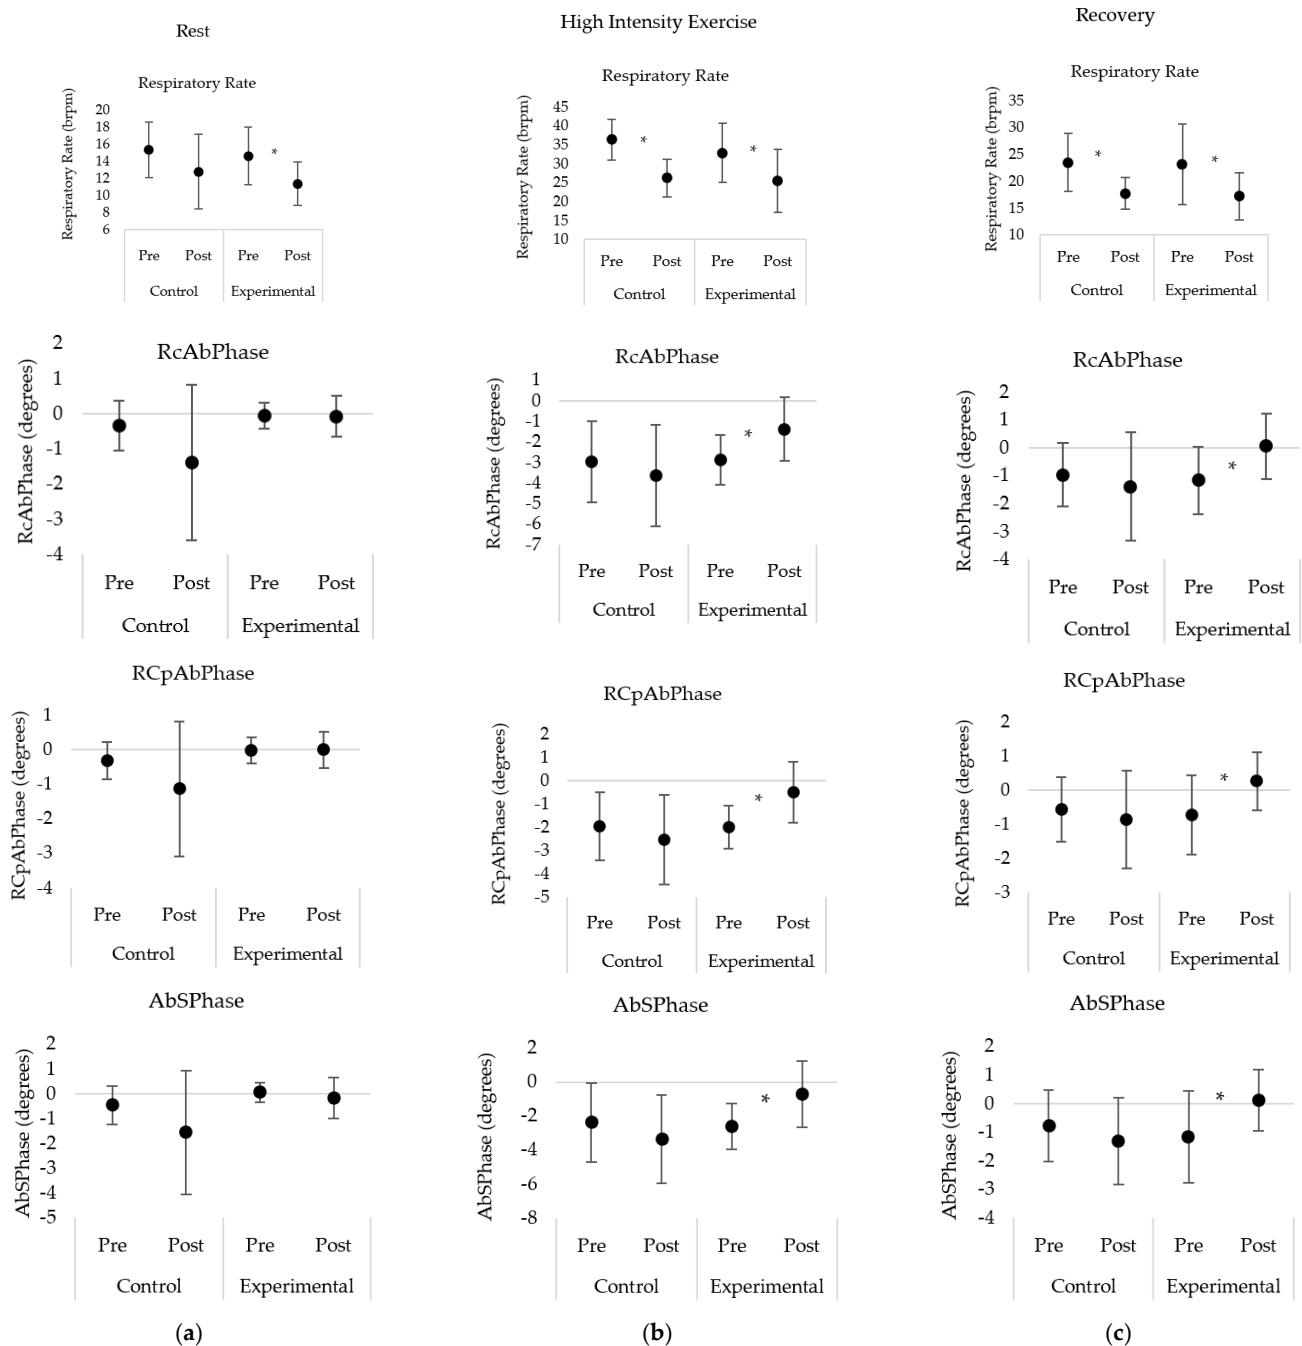 Rest
High Intensity Exercise
Recovery
Respiratory Rate
Respiratory Rate (brpm)
20
18
16
14
12
10
8
6
*
Pre Post Pre Post
Control Experimental
Respiratory Rate
Respiratory Rate (brpm)
45
40
35
30
25
20
15
10
* *
Pre Post Pre Post
Control Experimental
Respiratory Rate
Respiratory Rate (brpm)
35
30
25
20
15
10
* *
Pre Post Pre Post
Control Experimental
RcAbPhase
RcAbPhase (degrees)
2
1
0
-1
-2
-3
-4
Pre Post Pre Post
Control Experimental
RcAbPhase
RcAbPhase (degrees)
1
0
-1
-2
-3
-4
-5
-6
-7
*
Pre Post Pre Post
Control Experimental
RcAbPhase
RcAbPhase (degrees)
2
1
0
-1
-2
-3
-4
*
Pre Post Pre Post
Control Experimental
RCpAbPhase
RCpAbPhase (degrees)
1
0
-1
-2
-3
-4
Pre Post Pre Post
Control Experimental
RCpAbPhase
RCpAbPhase (degrees)
2
1
0
-1
-2
-3
-4
-5
*
Pre Post Pre Post
Control Experimental
RCpAbPhase
RCpAbPhase (degrees)
2
1
0
-1
-2
-3
*
Pre Post Pre Post
Control Experimental
AbSPhase
AbSPhase (degrees)
2
1
0
-1
-2
-3
-4
-5
Pre Post Pre Post
Control Experimental
AbSPhase
AbSPhase (degrees)
2
0
-2
-4
-6
-8
*
Pre Post Pre Post
Control Experimental
AbSPhase
AbSPhase (degrees)
2
1
0
-1
-2
-3
-4
*
Pre Post Pre Post
Control Experimental
(a)
(b)
(c)